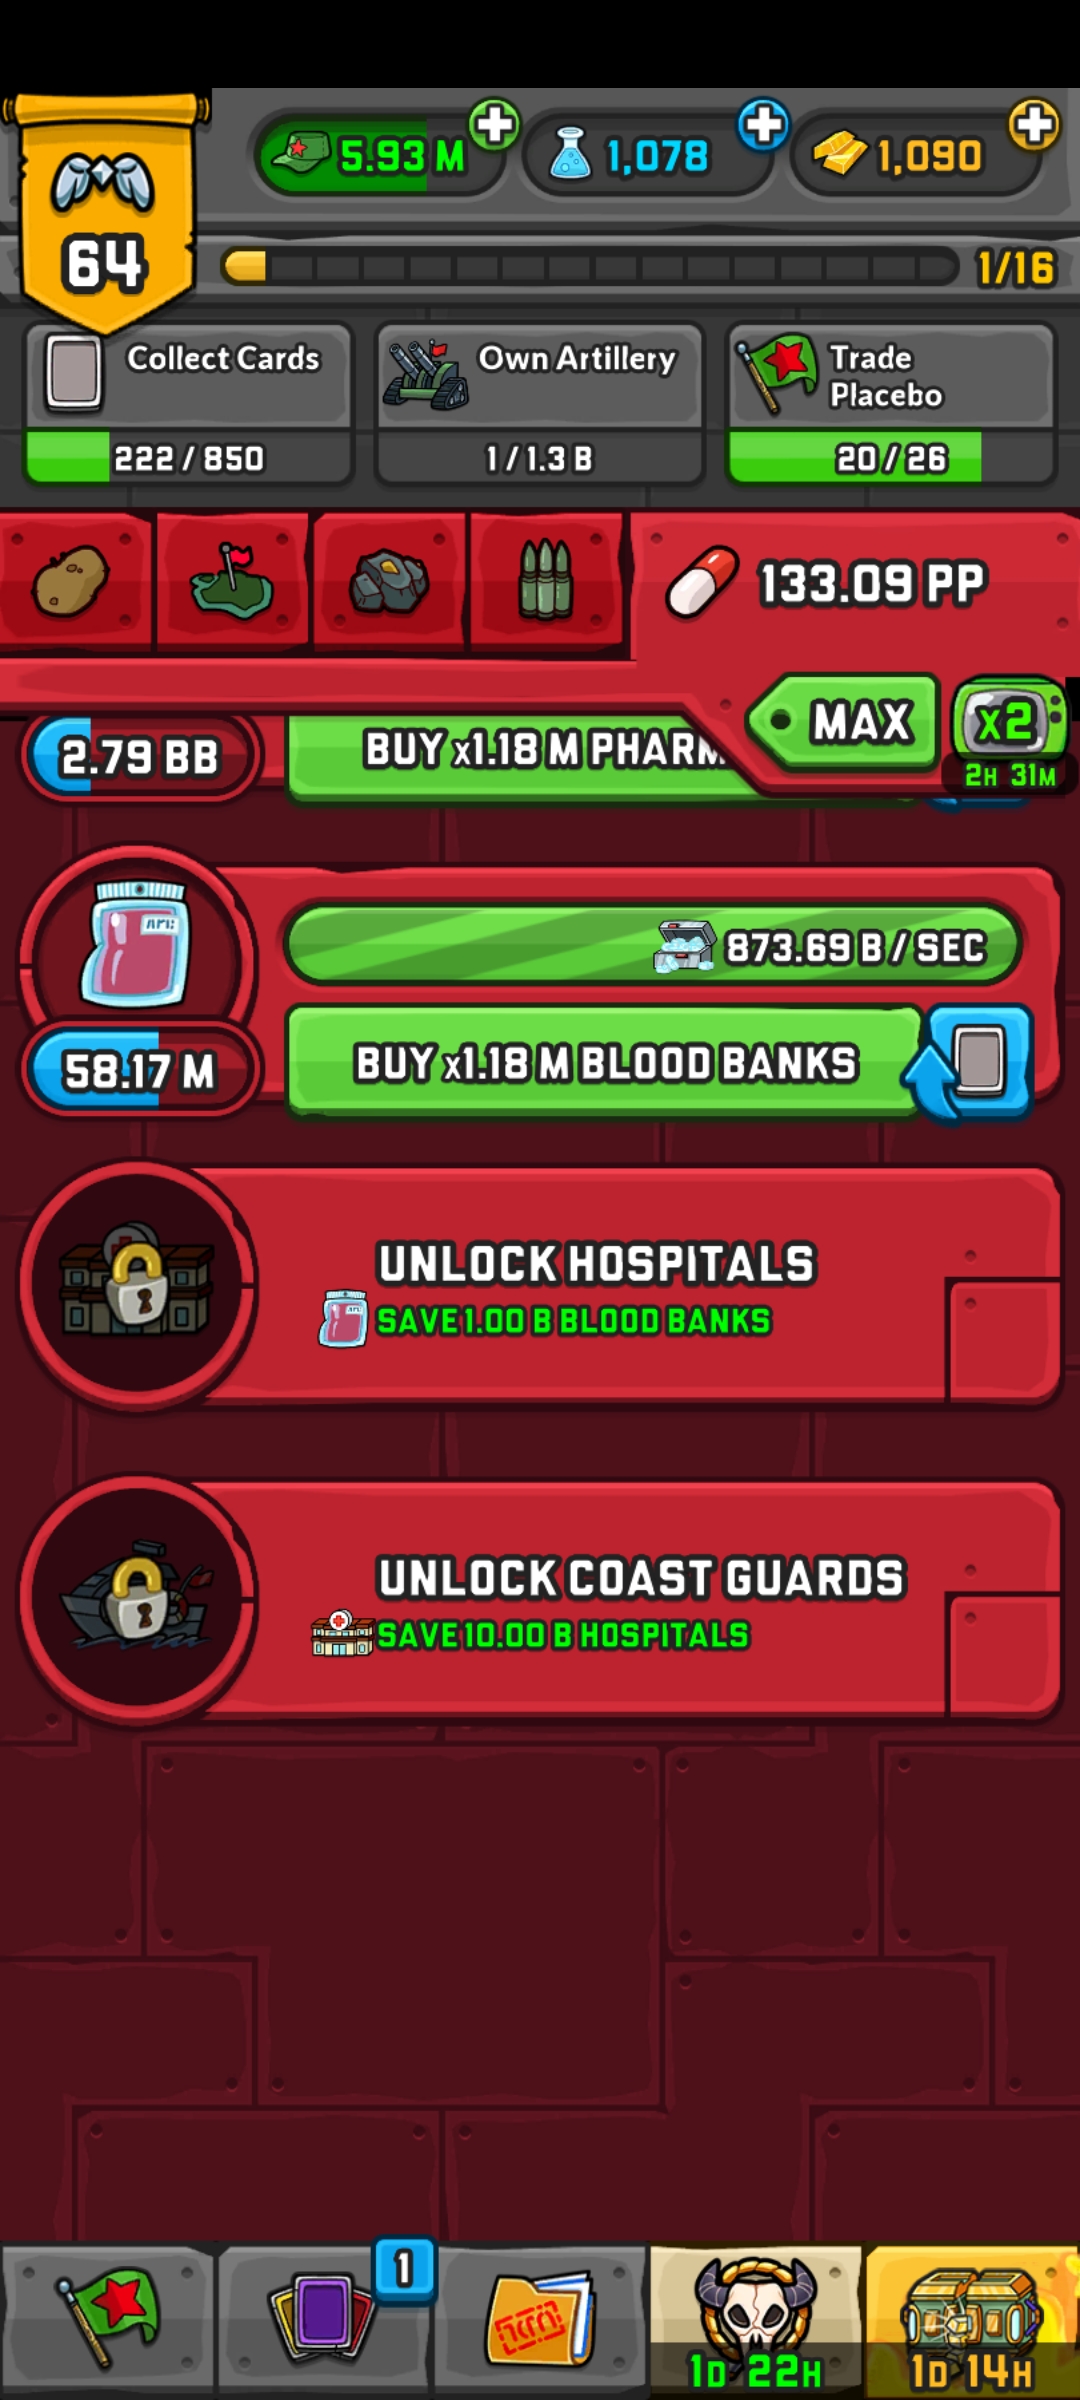 5.93 M
1,078
1,090
64
1/16
Collect Cards
222 / 850
Own Artillery
1 / 1.3 B
Trade
Placebo
20 / 26
133.09 PP
MAX
x2
2H 31M
2.79 BB
BUY x1.18 M PHARM
873.69 B / SEC
58.17 M
BUY x1.18 M BLOOD BANKS
UNLOCK HOSPITALS
SAVE 1.00 B BLOOD BANKS
UNLOCK COAST GUARDS
SAVE 10.00 B HOSPITALS
1
1D 22H
1D 14H